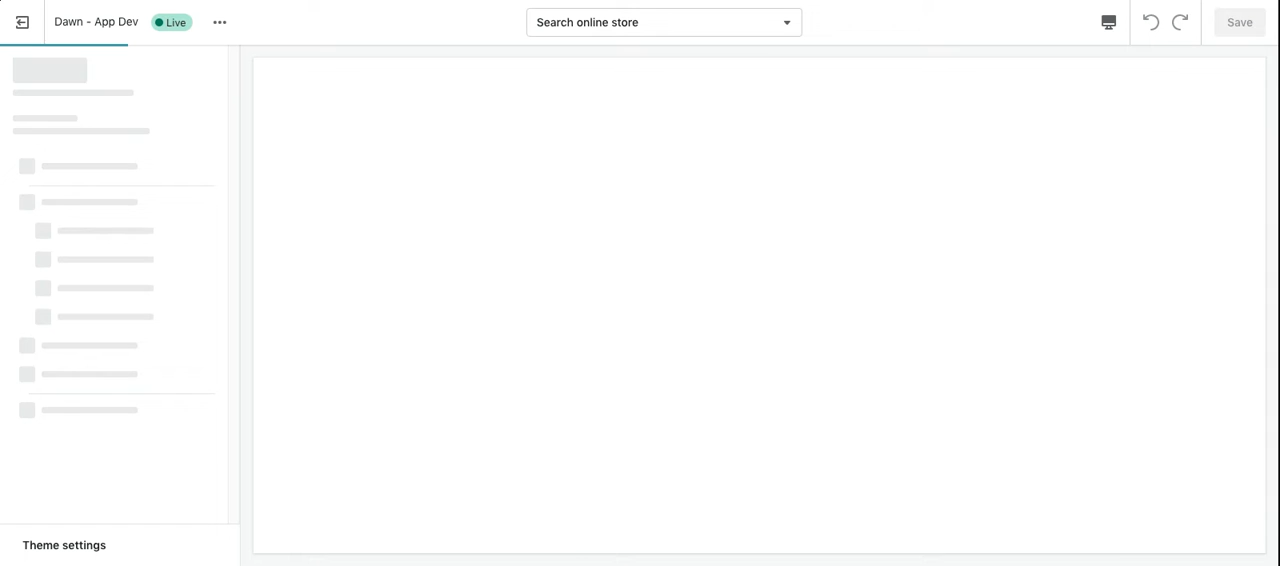 Dawn - App Dev
Live
Search online store
Save
Theme settings